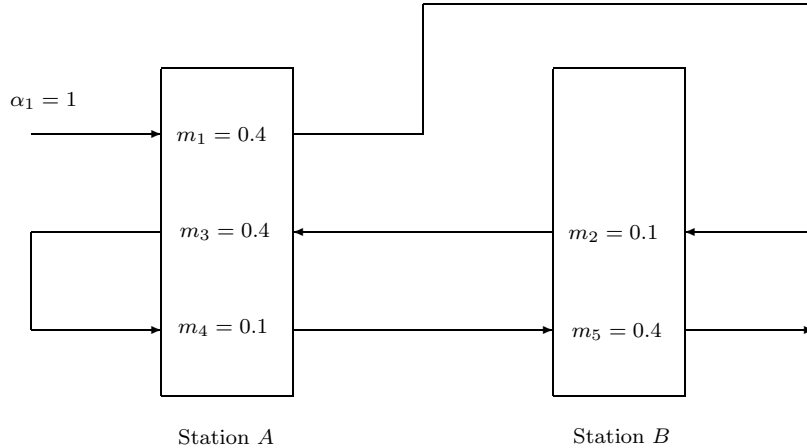 α₁ = 1
m₁ = 0.4
m₃ = 0.4
m₂ = 0.1
m₄ = 0.1
m₅ = 0.4
Station A
Station B